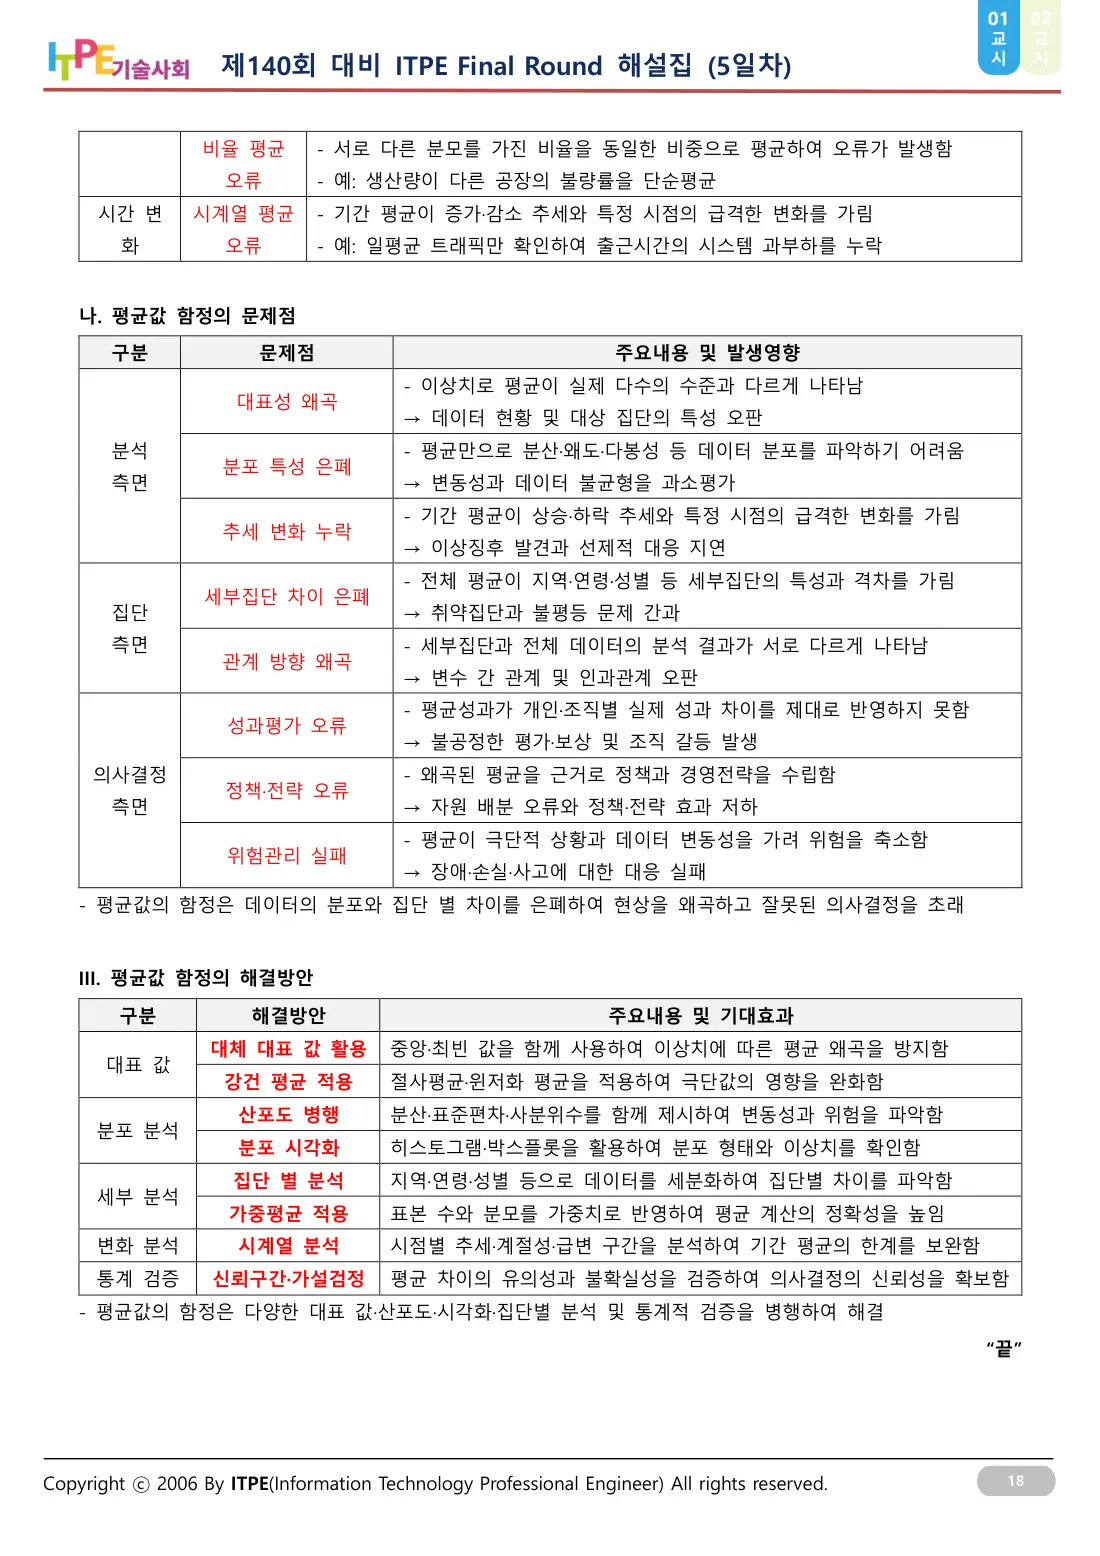 01
교
시
02
교
시
ITPE기술사회 제140회 대비 ITPE Final Round 해설집 (5일차)
비율 평균
오류
- 서로 다른 분모를 가진 비율을 동일한 비중으로 평균하여 오류가 발생함
- 예: 생산량이 다른 공장의 불량률을 단순평균
시간 변
화
시계열 평균
오류
- 기간 평균이 증가·감소 추세와 특정 시점의 급격한 변화를 가림
- 예: 일평균 트래픽만 확인하여 출근시간의 시스템 과부하를 누락
나. 평균값 함정의 문제점
구분 문제점 주요내용 및 발생영향
분석
측면
대표성 왜곡
- 이상치로 평균이 실제 다수의 수준과 다르게 나타남
→ 데이터 현황 및 대상 집단의 특성 오판
분포 특성 은폐
- 평균만으로 분산·왜도·다봉성 등 데이터 분포를 파악하기 어려움
→ 변동성과 데이터 불균형을 과소평가
추세 변화 누락
- 기간 평균이 상승·하락 추세와 특정 시점의 급격한 변화를 가림
→ 이상징후 발견과 선제적 대응 지연
집단
측면
세부집단 차이 은폐
- 전체 평균이 지역·연령·성별 등 세부집단의 특성과 격차를 가림
→ 취약집단과 불평등 문제 간과
관계 방향 왜곡
- 세부집단과 전체 데이터의 분석 결과가 서로 다르게 나타남
→ 변수 간 관계 및 인과관계 오판
의사결정
측면
성과평가 오류
- 평균성과가 개인·조직별 실제 성과 차이를 제대로 반영하지 못함
→ 불공정한 평가·보상 및 조직 갈등 발생
정책·전략 오류
- 왜곡된 평균을 근거로 정책과 경영전략을 수립함
→ 자원 배분 오류와 정책·전략 효과 저하
위험관리 실패
- 평균이 극단적 상황과 데이터 변동성을 가려 위험을 축소함
→ 장애·손실·사고에 대한 대응 실패
- 평균값의 함정은 데이터의 분포와 집단 별 차이를 은폐하여 현상을 왜곡하고 잘못된 의사결정을 초래
III. 평균값 함정의 해결방안
구분 해결방안 주요내용 및 기대효과
대표 값
대체 대표 값 활용 중앙·최빈 값을 함께 사용하여 이상치에 따른 평균 왜곡을 방지함
강건 평균 적용 절사평균·윈저화 평균을 적용하여 극단값의 영향을 완화함
분포 분석
산포도 병행 분산·표준편차·사분위수를 함께 제시하여 변동성과 위험을 파악함
분포 시각화 히스토그램·박스플롯을 활용하여 분포 형태와 이상치를 확인함
세부 분석
집단 별 분석 지역·연령·성별 등으로 데이터를 세분화하여 집단별 차이를 파악함
가중평균 적용 표본 수와 분모를 가중치로 반영하여 평균 계산의 정확성을 높임
변화 분석 시계열 분석 시점별 추세·계절성·급변 구간을 분석하여 기간 평균의 한계를 보완함
통계 검증 신뢰구간·가설검정 평균 차이의 유의성과 불확실성을 검증하여 의사결정의 신뢰성을 확보함
- 평균값의 함정은 다양한 대표 값·산포도·시각화·집단별 분석 및 통계적 검증을 병행하여 해결
“끝”
Copyright ⓒ 2006 By ITPE(Information Technology Professional Engineer) All rights reserved.
18